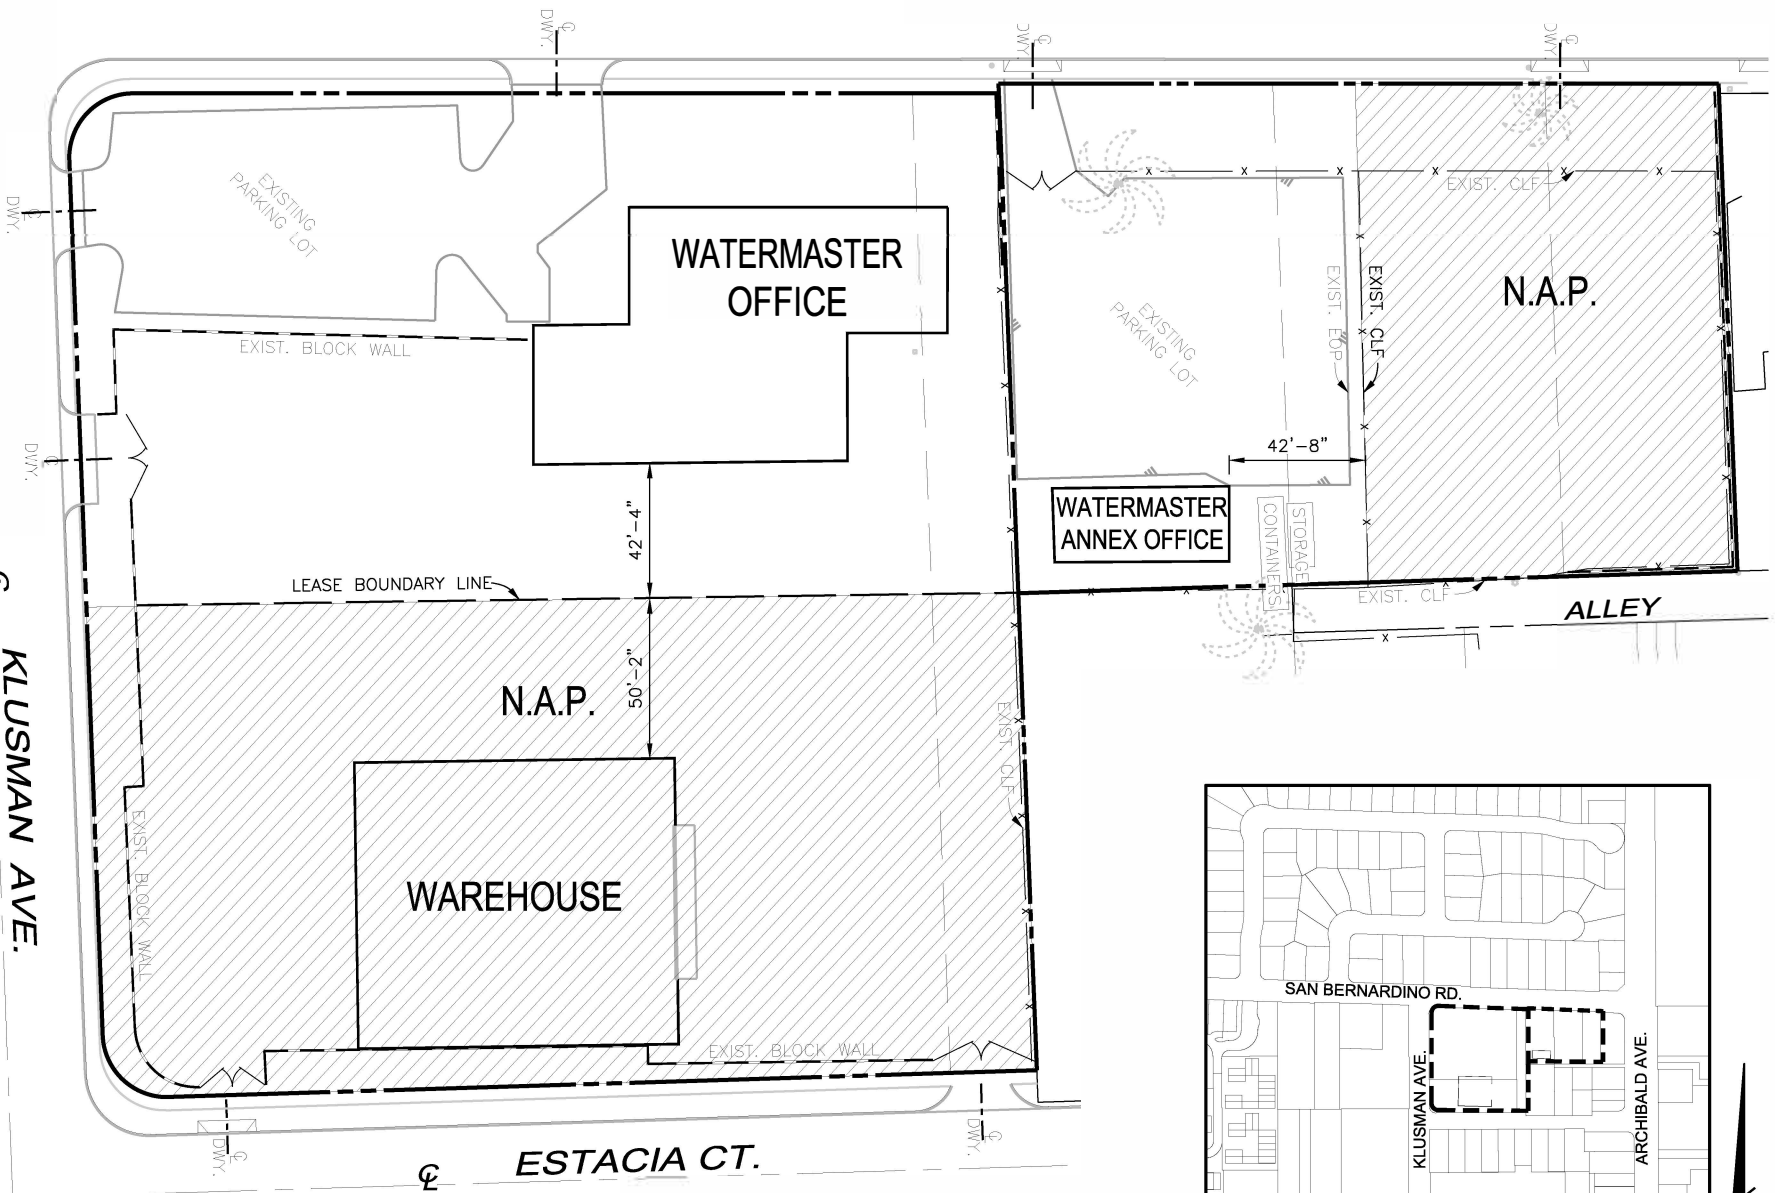 DWY.
℄
DWY.
℄
DWY.
℄
DWY.
℄
EXISTING
PARKING LOT
WATERMASTER
OFFICE
EXIST. CLF
N.A.P.
EXIST. BLOCK WALL
EXISTING
PARKING LOT
EXIST. EOP
EXIST. CLF
DWY.
℄
42'-8"
42'-4"
WATERMASTER
ANNEX OFFICE
STORAGE
CONTAINERS
LEASE BOUNDARY LINE
EXIST. CLF
ALLEY
℄
KLUSMAN AVE.
N.A.P.
50'-2"
EXIST. CLF
EXIST. BLOCK WALL
WAREHOUSE
EXIST. BLOCK WALL
DWY.
℄
DWY.
℄
℄
ESTACIA CT.
SAN BERNARDINO RD.
KLUSMAN AVE.
ARCHIBALD AVE.